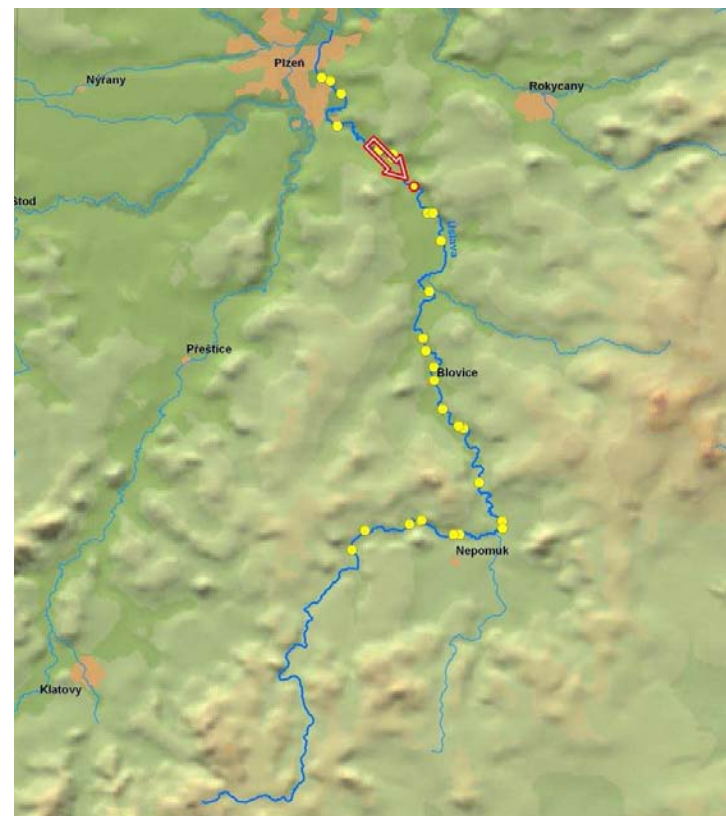 Plzeň
Nýřany
Rokycany
Stod
Úslava
Přeštice
Blovice
Nepomuk
Klatovy